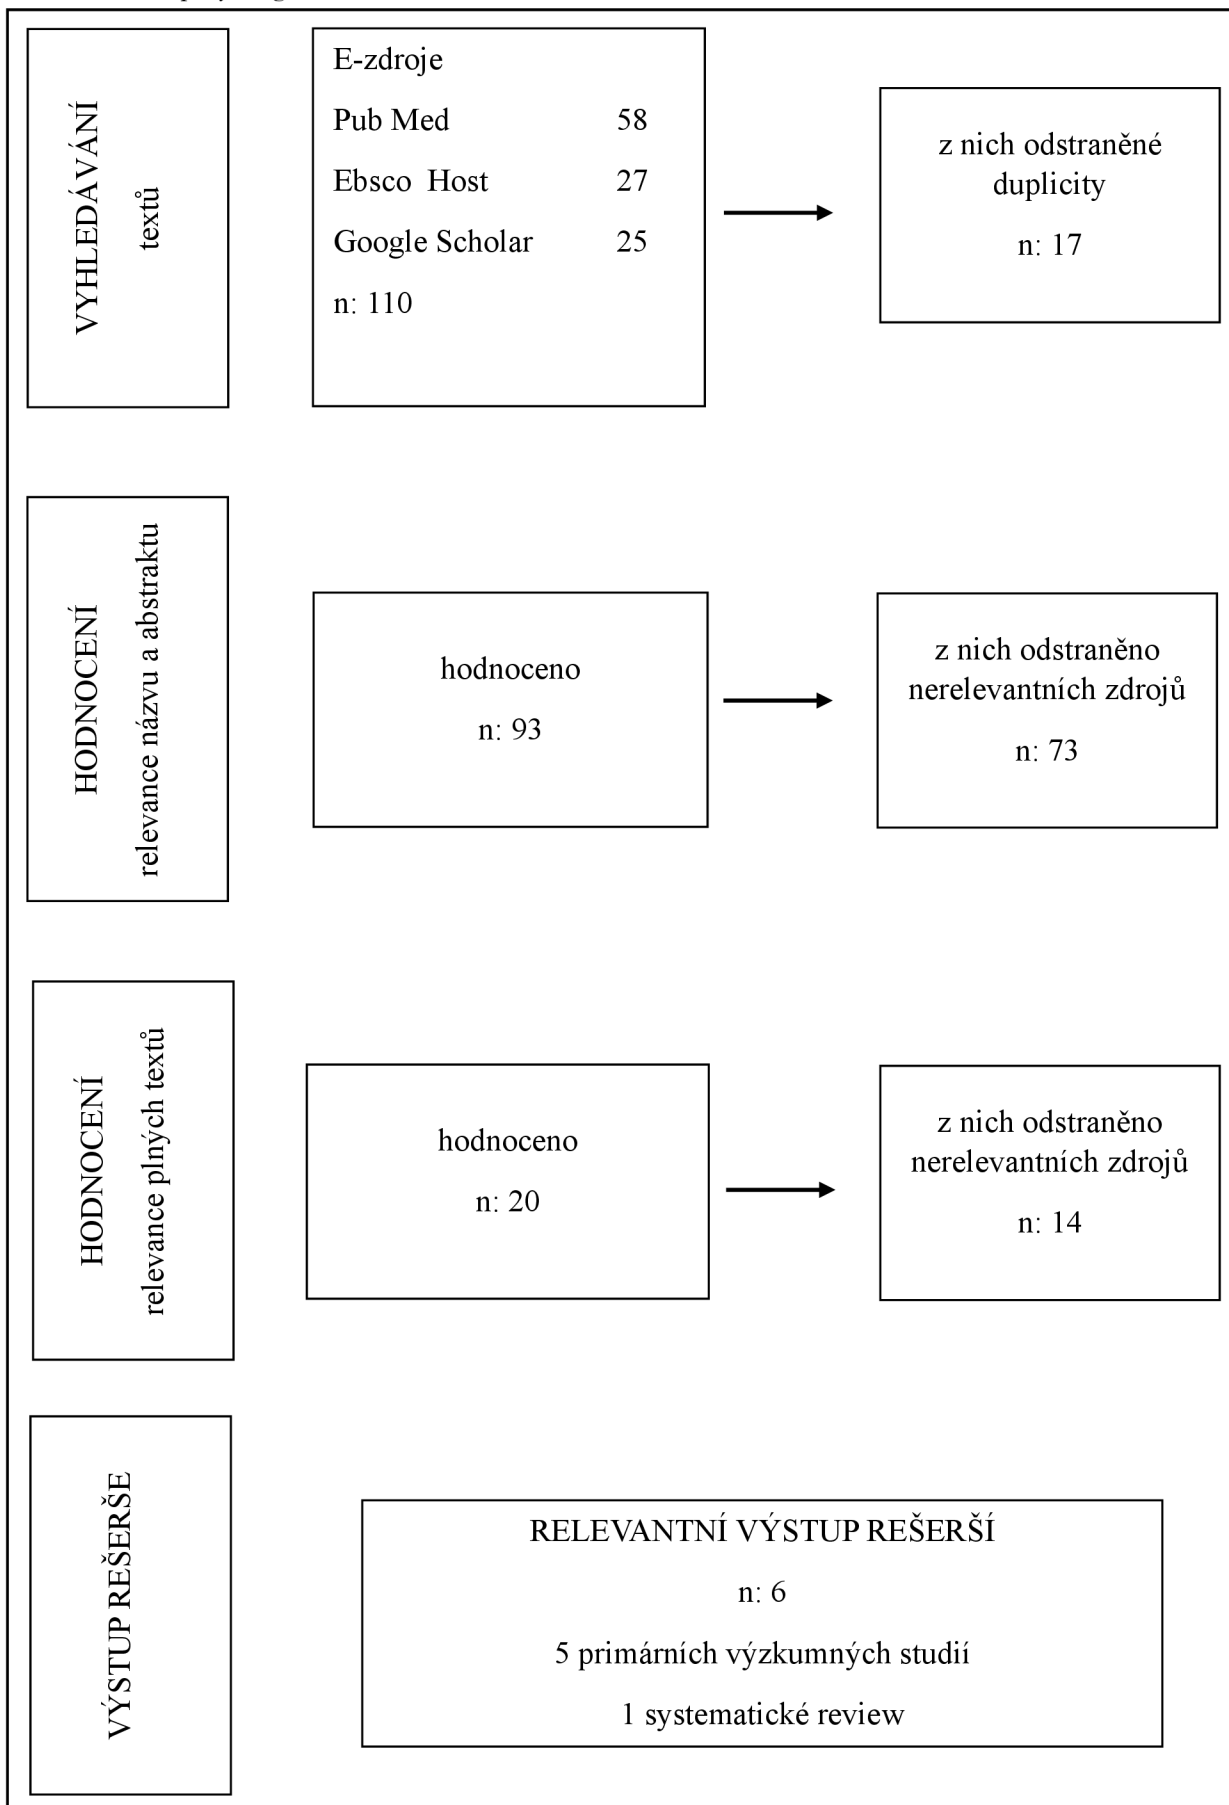 VYHLEDÁVÁNÍ
textů
E-zdroje
Pub Med 58
Ebsco Host 27
Google Scholar 25
n: 110
z nich odstraněné
duplicity
n: 17
HODNOCENÍ
relevance názvu a abstraktu
hodnoceno
n: 93
z nich odstraněno
nerelevantních zdrojů
n: 73
HODNOCENÍ
relevance plných textů
hodnoceno
n: 20
z nich odstraněno
nerelevantních zdrojů
n: 14
VÝSTUP REŠERŠE
RELEVANTNÍ VÝSTUP REŠERŠÍ
n: 6
5 primárních výzkumných studií
1 systematické review